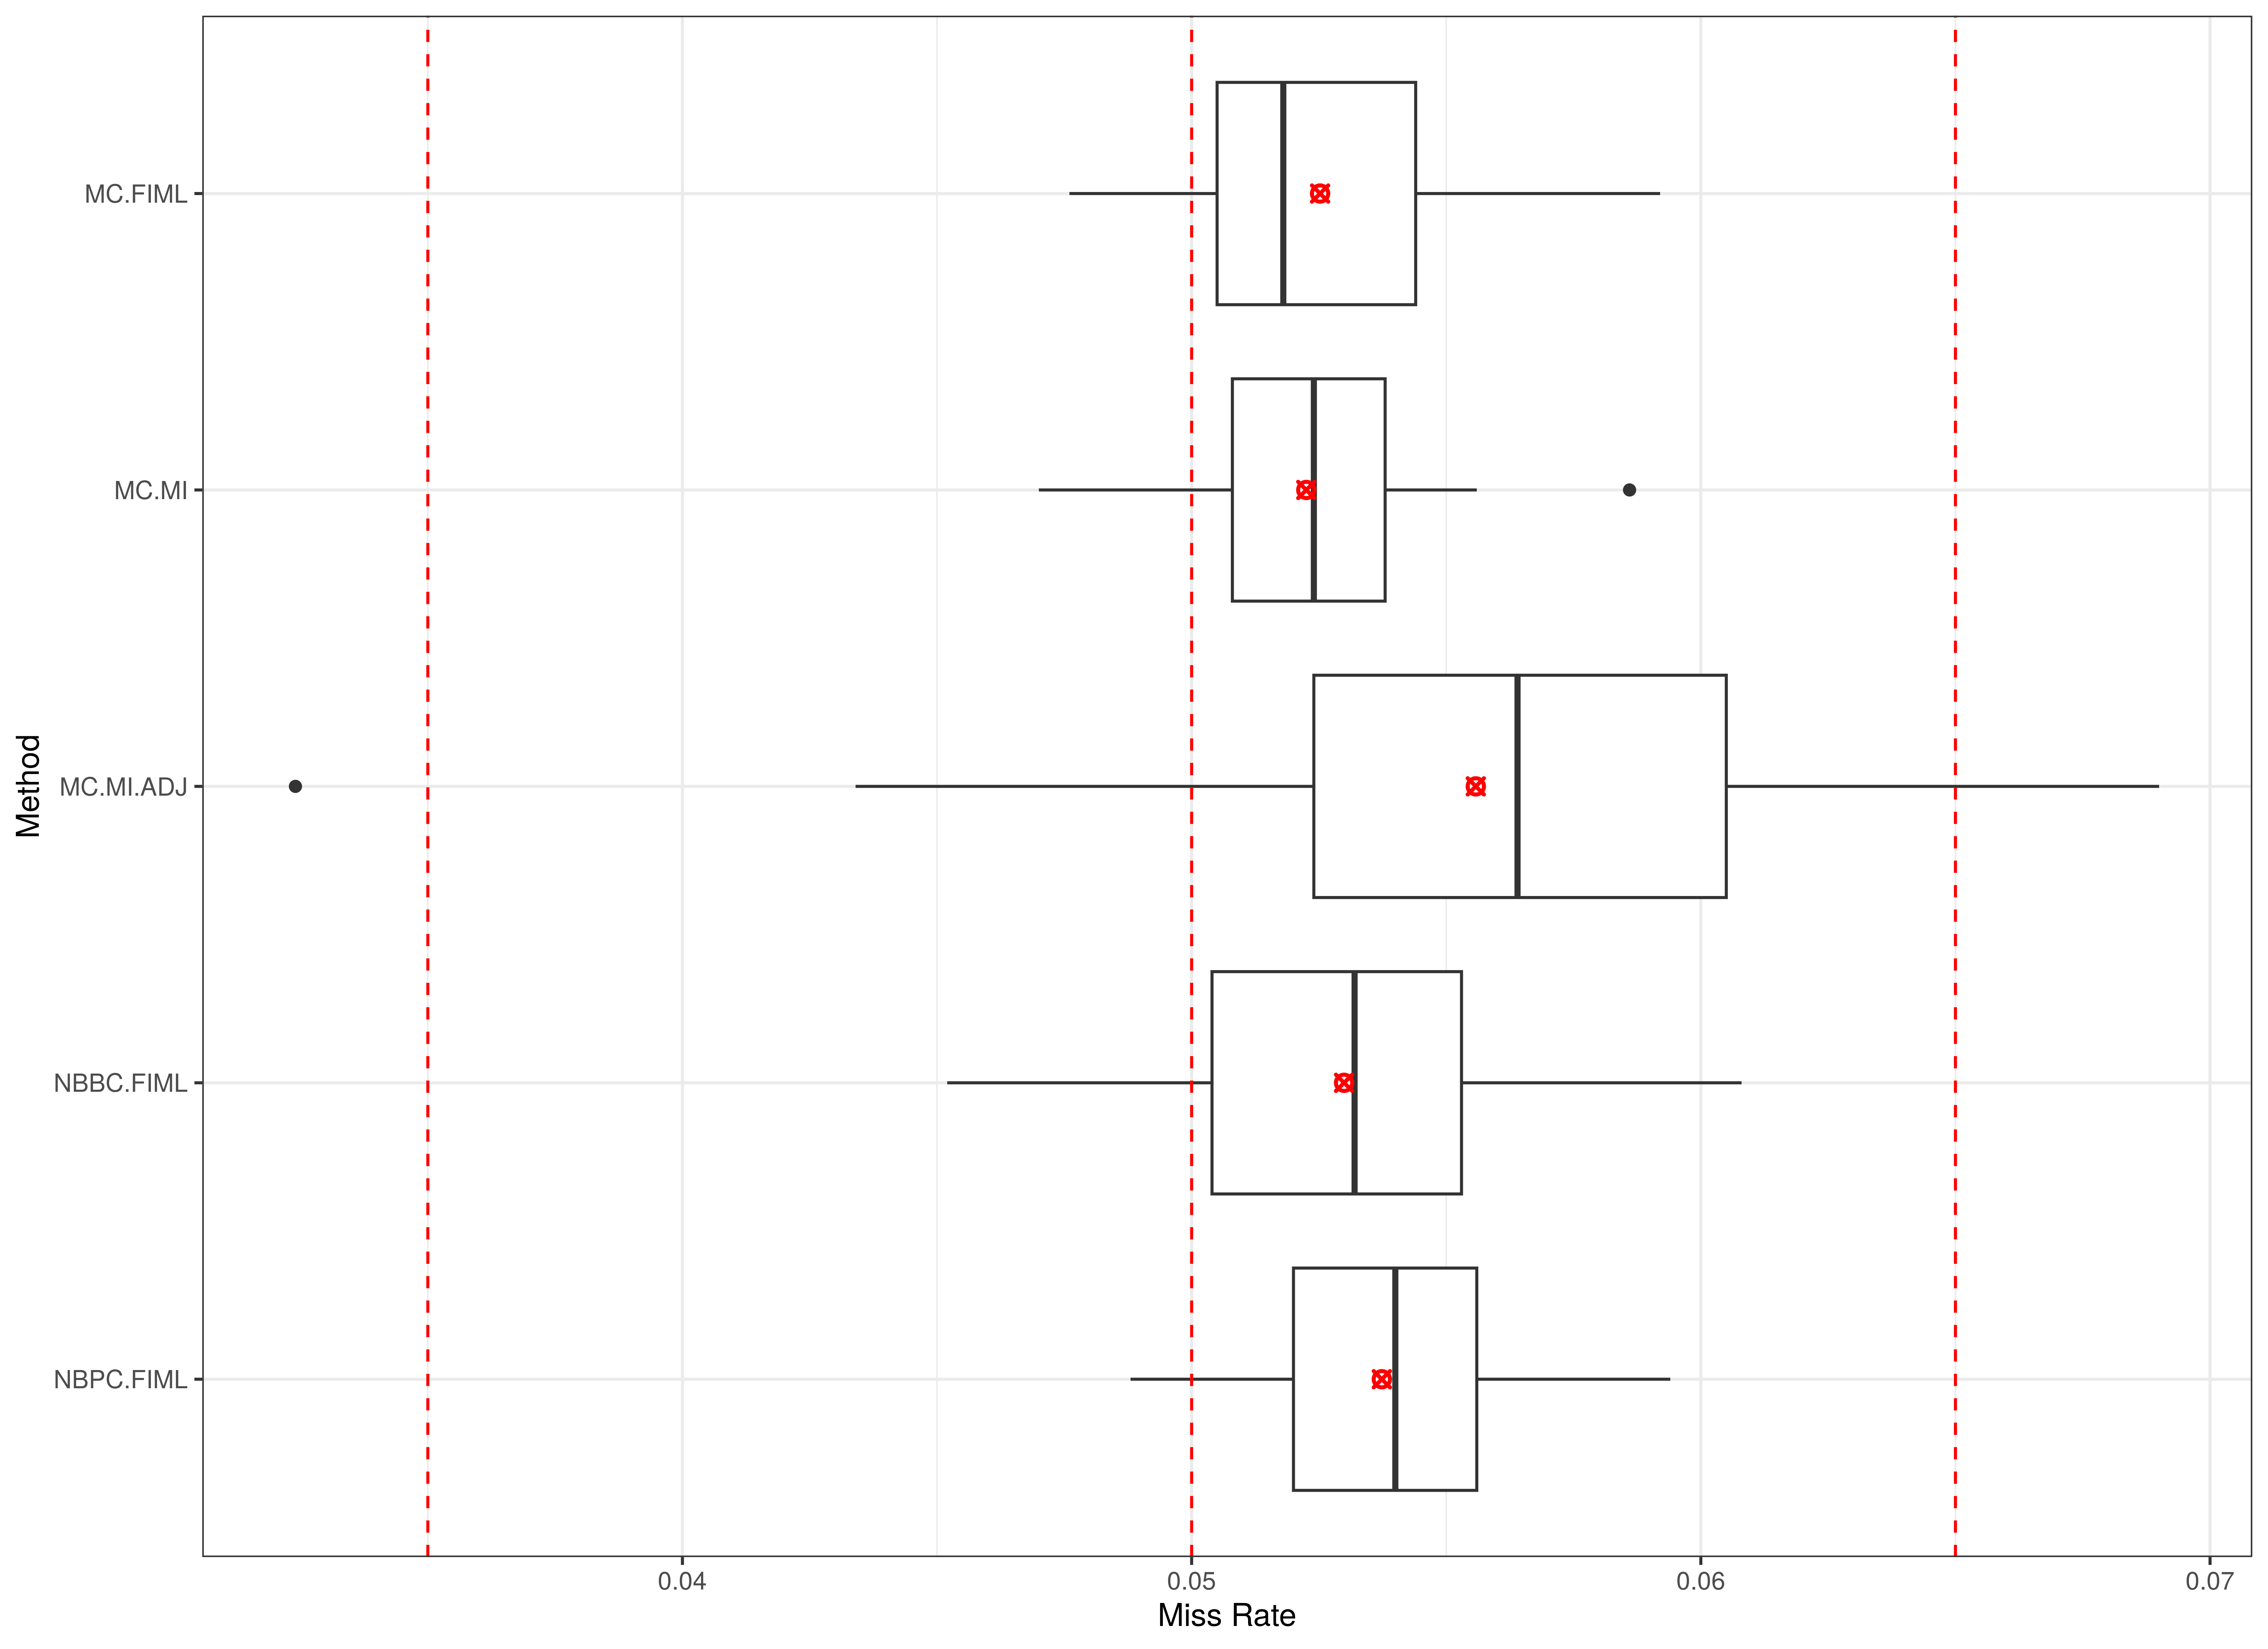 MC.FIML
MC.MI
MC.MI.ADJ
NBBC.FIML
NBPC.FIML
Method
0.04 0.05 0.06 0.07
Miss Rate